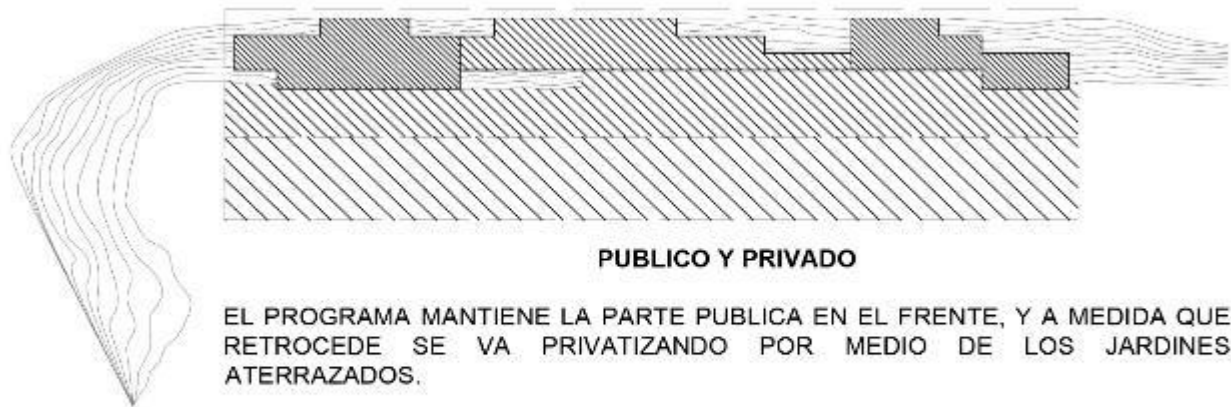 PUBLICO Y PRIVADO
EL PROGRAMA MANTIENE LA PARTE PUBLICA EN EL FRENTE, Y A MEDIDA QUE
RETROCEDE SE VA PRIVATIZANDO POR MEDIO DE LOS JARDINES
ATERRAZADOS.